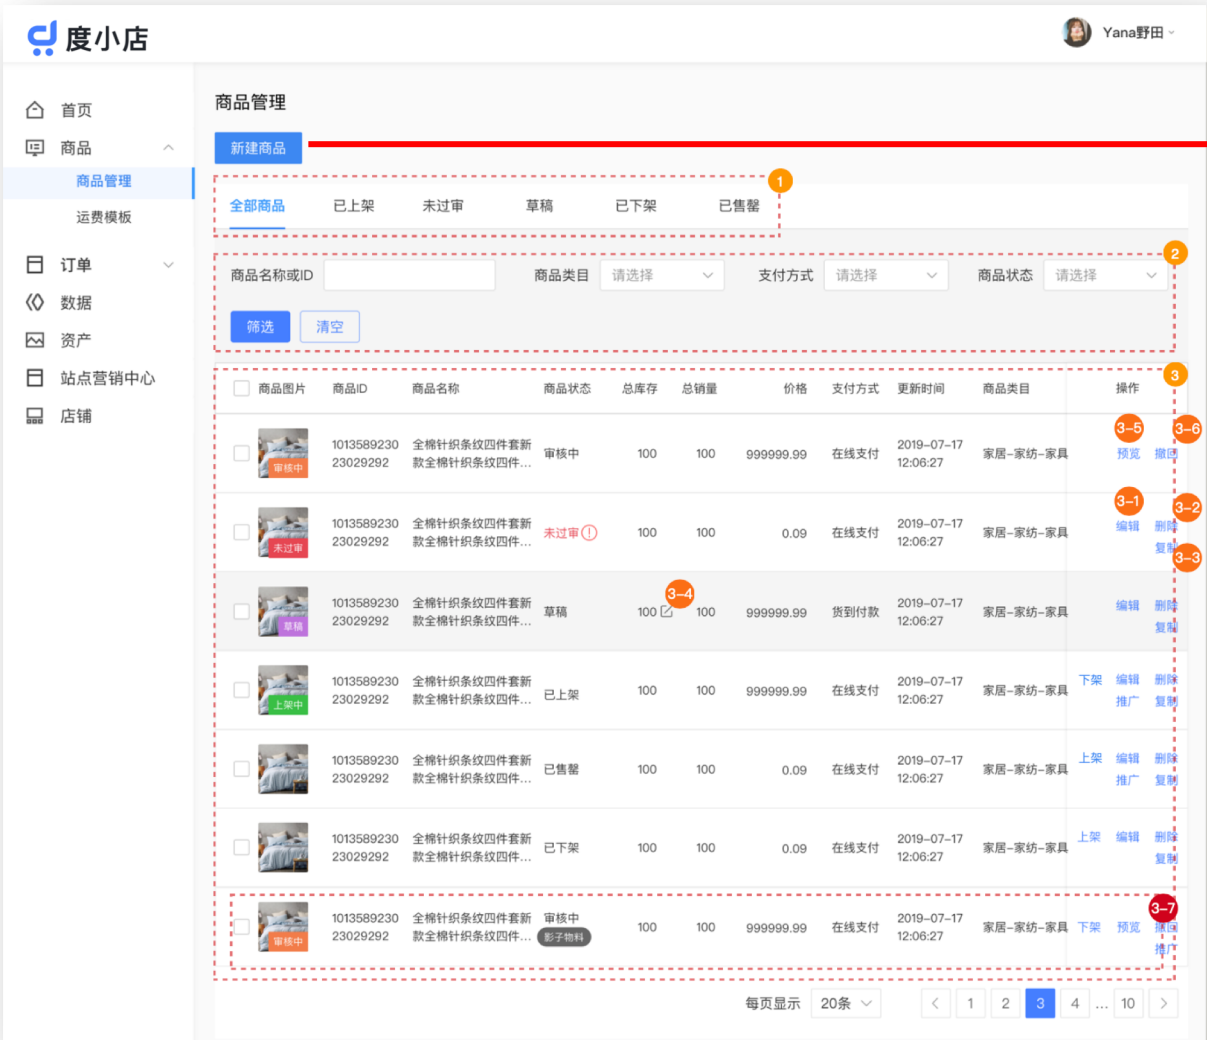 度小店
Yana野田
首页
商品
商品管理
运费模板
订单
数据
资产
站点营销中心
店铺
商品管理
新建商品
1
全部商品 已上架 未过审 草稿 已下架 已售罄
2
商品名称或ID 商品类目 请选择 支付方式 请选择 商品状态 请选择
筛选 清空
3
商品图片 商品ID 商品名称 商品状态 总库存 总销量 价格 支付方式 更新时间 商品类目 操作
3-5 3-6
1013589230 全棉针织条纹四件套新 2019-07-17
审核中 100 100 999999.99 在线支付 家居-家纺-家具 预览 撤回
23029292 款全棉针织条纹四件... 12:06:27
审核中
3-1 3-2
1013589230 全棉针织条纹四件套新 2019-07-17 编辑 删除
未过审 100 100 0.09 在线支付 家居-家纺-家具
23029292 款全棉针织条纹四件... 12:06:27 复制
未过审
3-3
3-4
1013589230 全棉针织条纹四件套新 2019-07-17 编辑 删除
草稿 100 100 999999.99 货到付款 家居-家纺-家具
23029292 款全棉针织条纹四件... 12:06:27 复制
草稿
1013589230 全棉针织条纹四件套新 2019-07-17 下架 编辑 删除
已上架 100 100 999999.99 在线支付 家居-家纺-家具
23029292 款全棉针织条纹四件... 12:06:27 推广 复制
上架中
1013589230 全棉针织条纹四件套新 2019-07-17 上架 编辑 删除
已售罄 100 100 0.09 在线支付 家居-家纺-家具
23029292 款全棉针织条纹四件... 12:06:27 推广 复制
1013589230 全棉针织条纹四件套新 2019-07-17 上架 编辑 删除
已下架 100 100 0.09 在线支付 家居-家纺-家具
23029292 款全棉针织条纹四件... 12:06:27 复制
3-7
1013589230 全棉针织条纹四件套新 审核中 2019-07-17
100 100 999999.99 在线支付 家居-家纺-家具 下架 预览 撤回
23029292 款全棉针织条纹四件... 影子物料 12:06:27
审核中 推广
每页显示 20条 1 2 3 4 ... 10